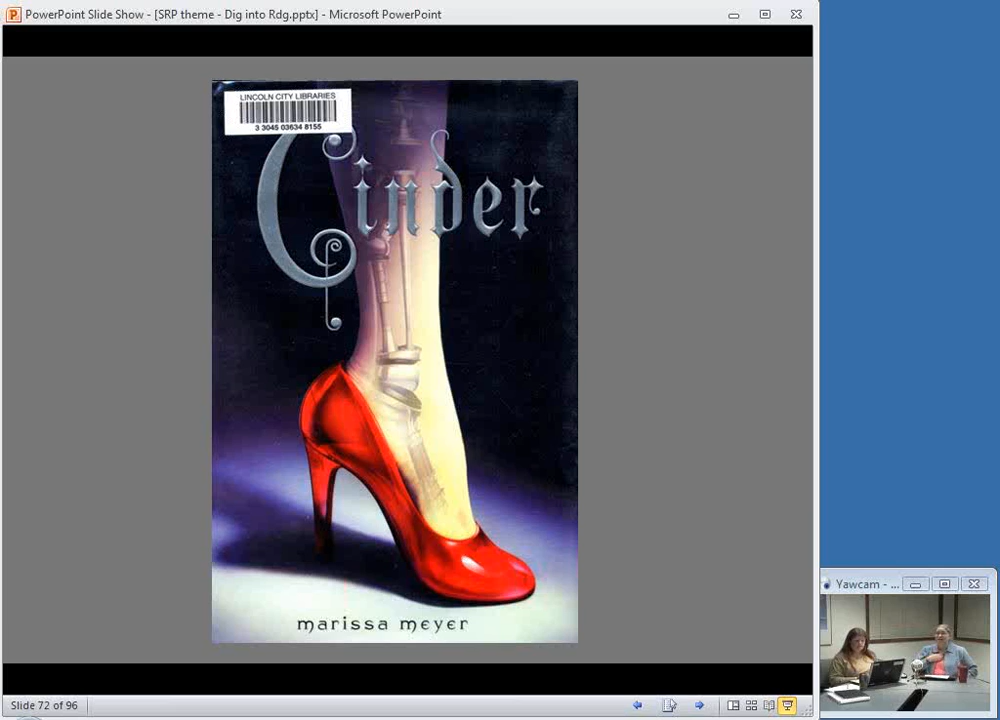 PowerPoint Slide Show - [SRP theme - Dig into Rdg.pptx] - Microsoft PowerPoint
LINCOLN CITY LIBRARIES
3 3045 03634 8155
Cinder
marissa meyer
Yawcam - ...
Slide 72 of 96